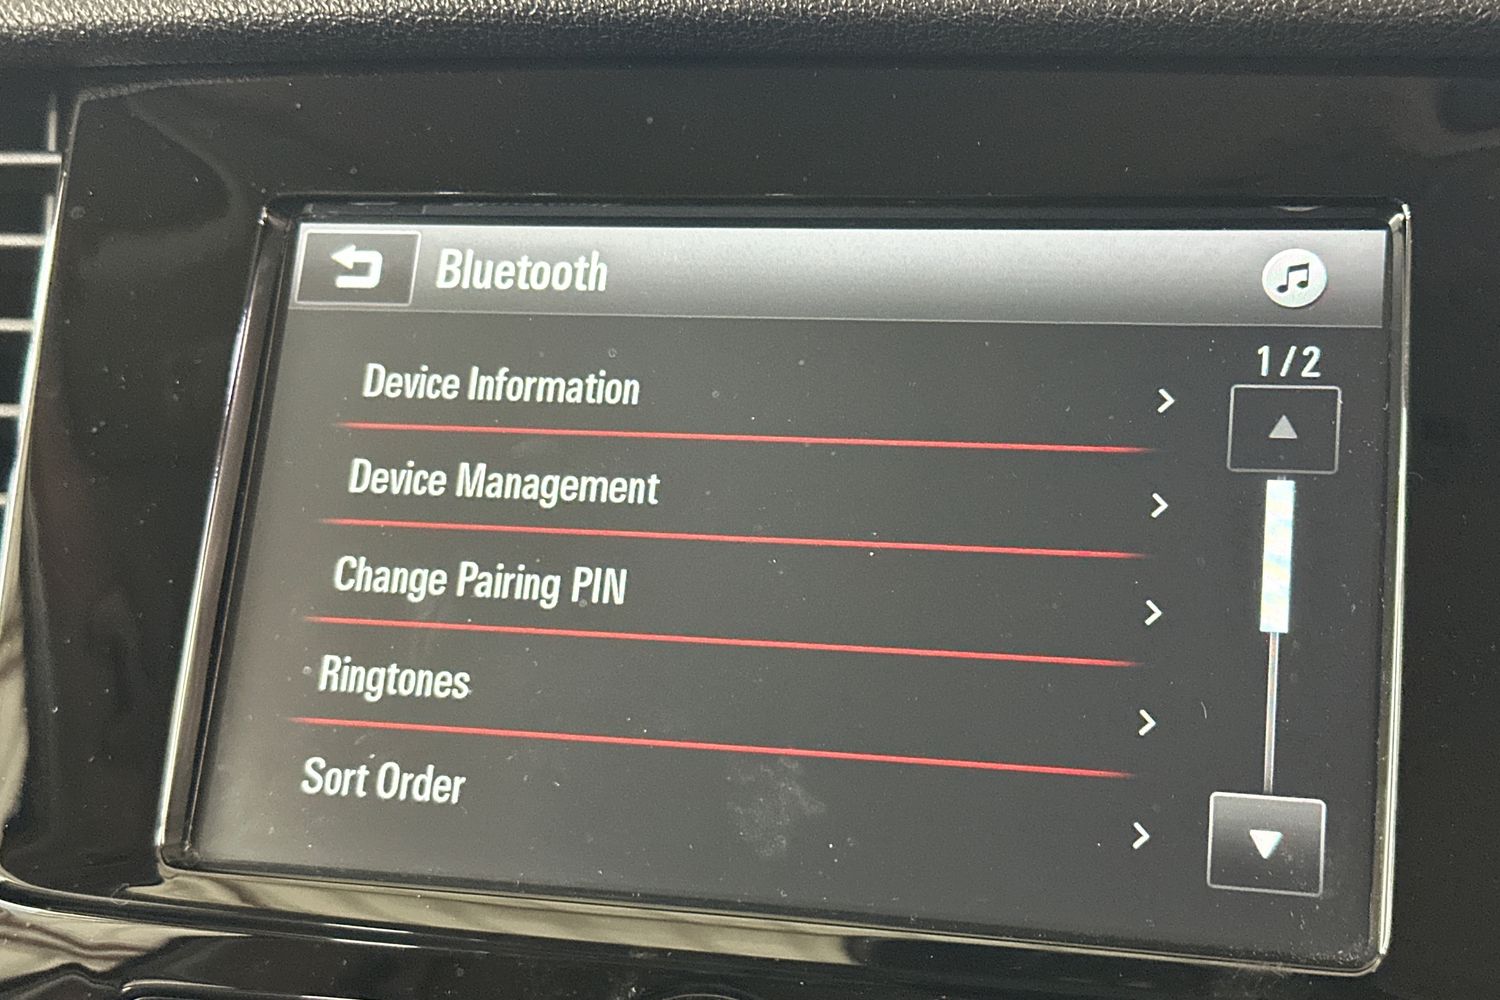 Bluetooth
1/2
Device Information
Device Management
Change Pairing PIN
Ringtones
Sort Order